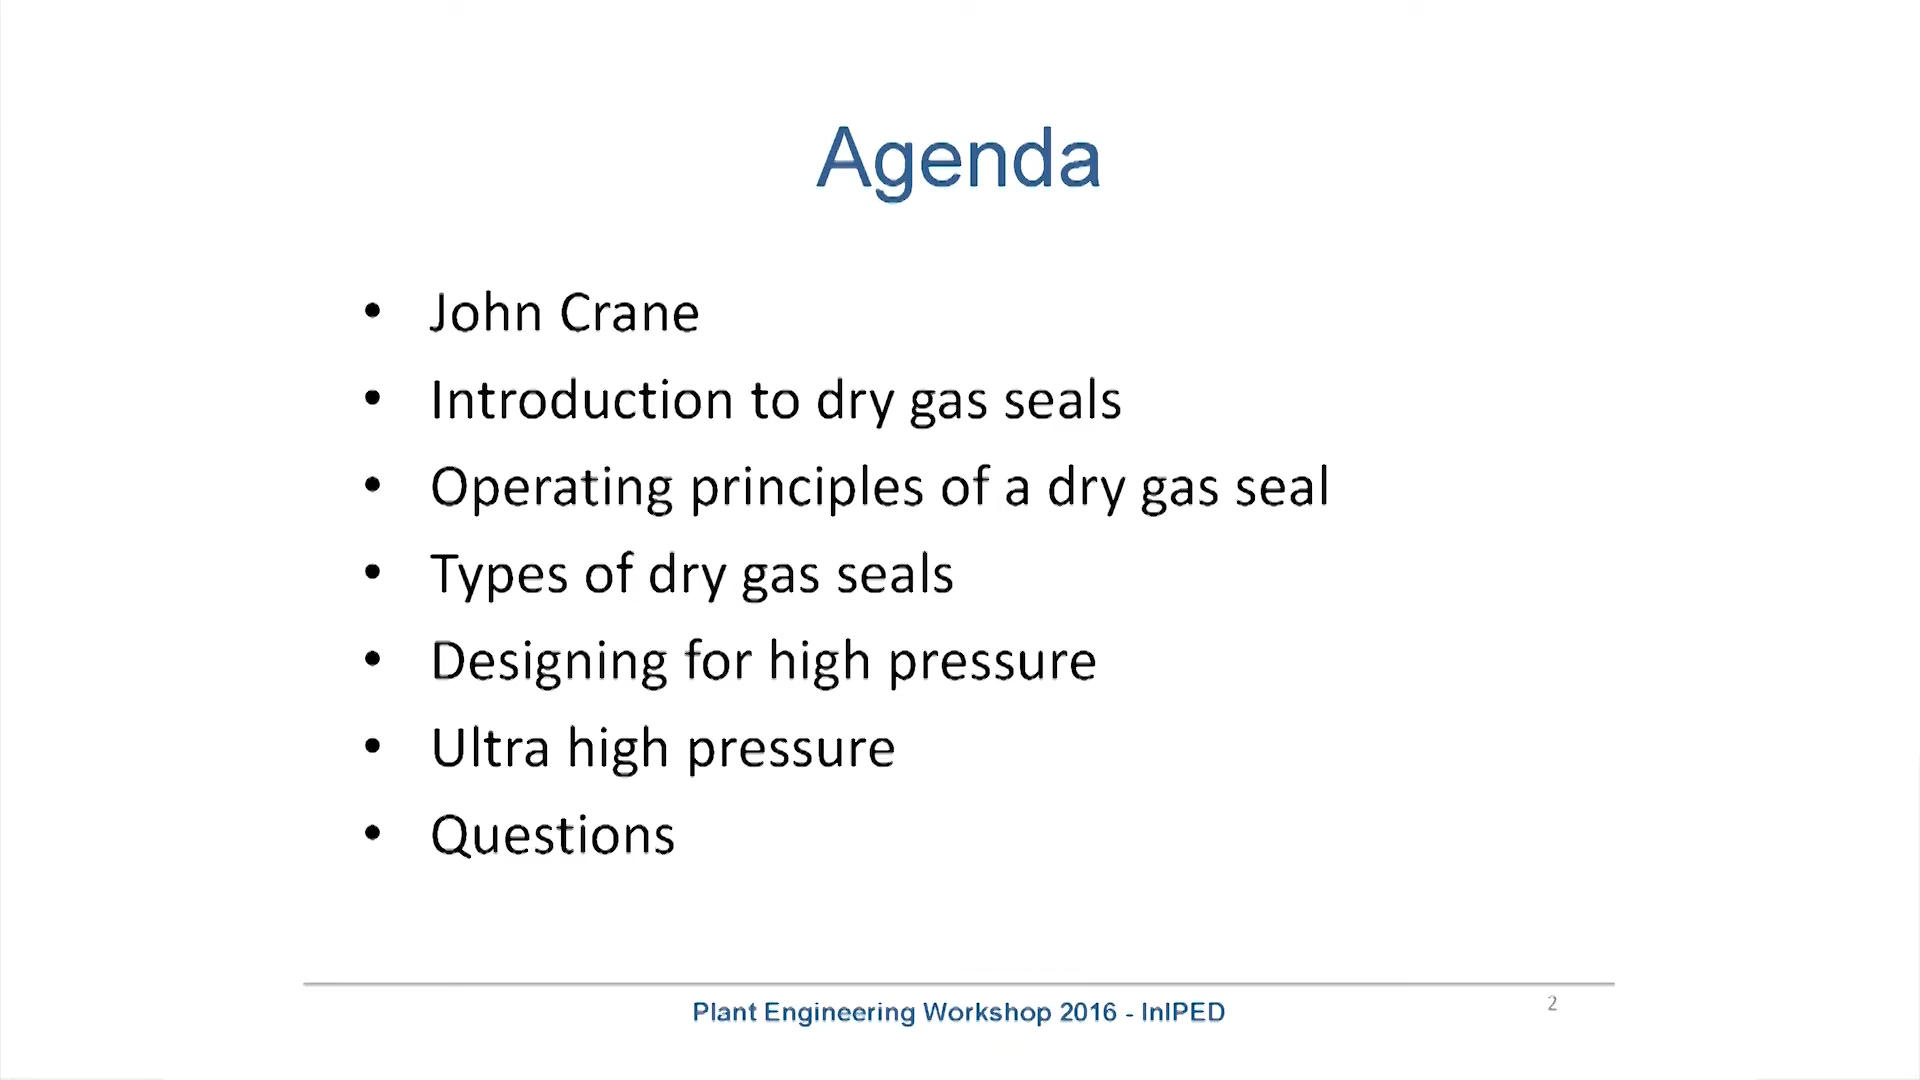 Agenda
• John Crane
• Introduction to dry gas seals
• Operating principles of a dry gas seal
• Types of dry gas seals
• Designing for high pressure
• Ultra high pressure
• Questions
Plant Engineering Workshop 2016 - InIPED
2